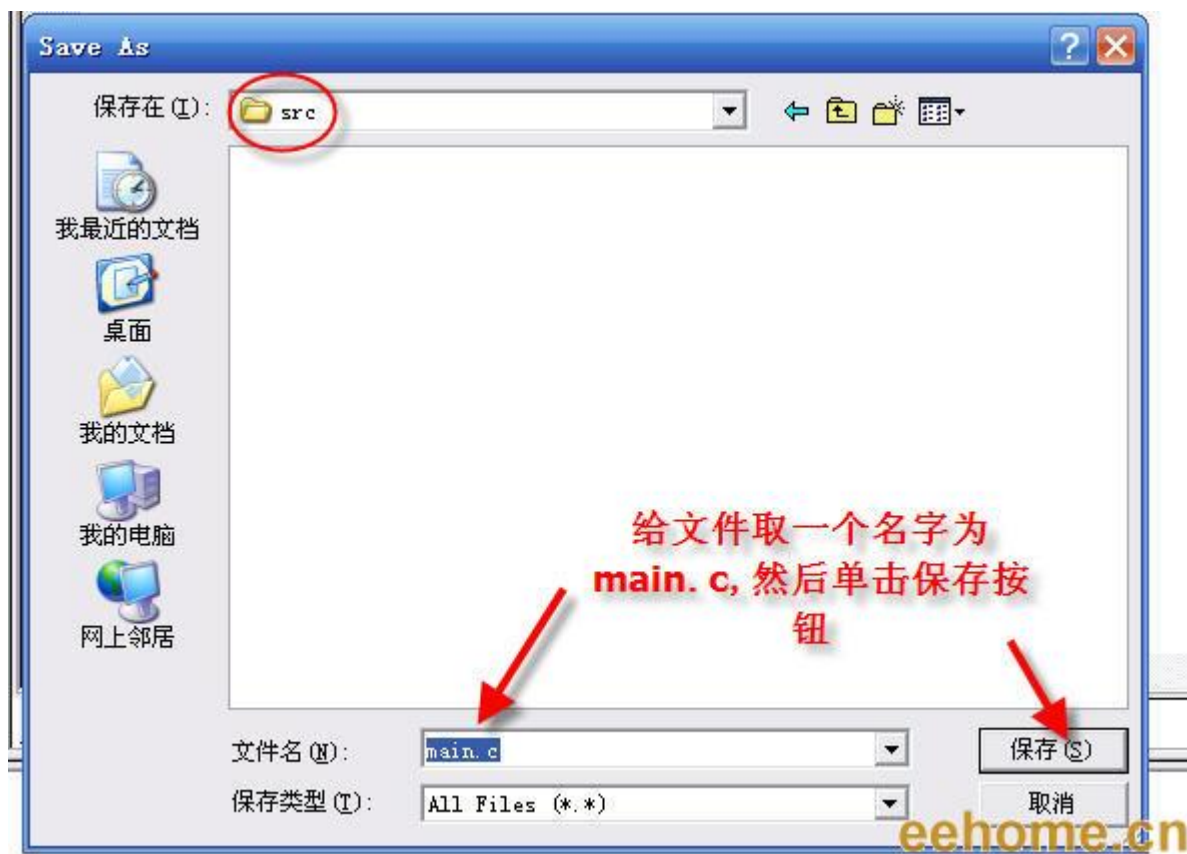 Save As
保存在(I):
src
我最近的文档
桌面
我的文档
我的电脑
网上邻居
给文件取一个名字为
main. c, 然后单击保存按
钮
文件名(N):
main.c
保存(S)
保存类型(T):
All Files (*.*)
取消
eehome.cn